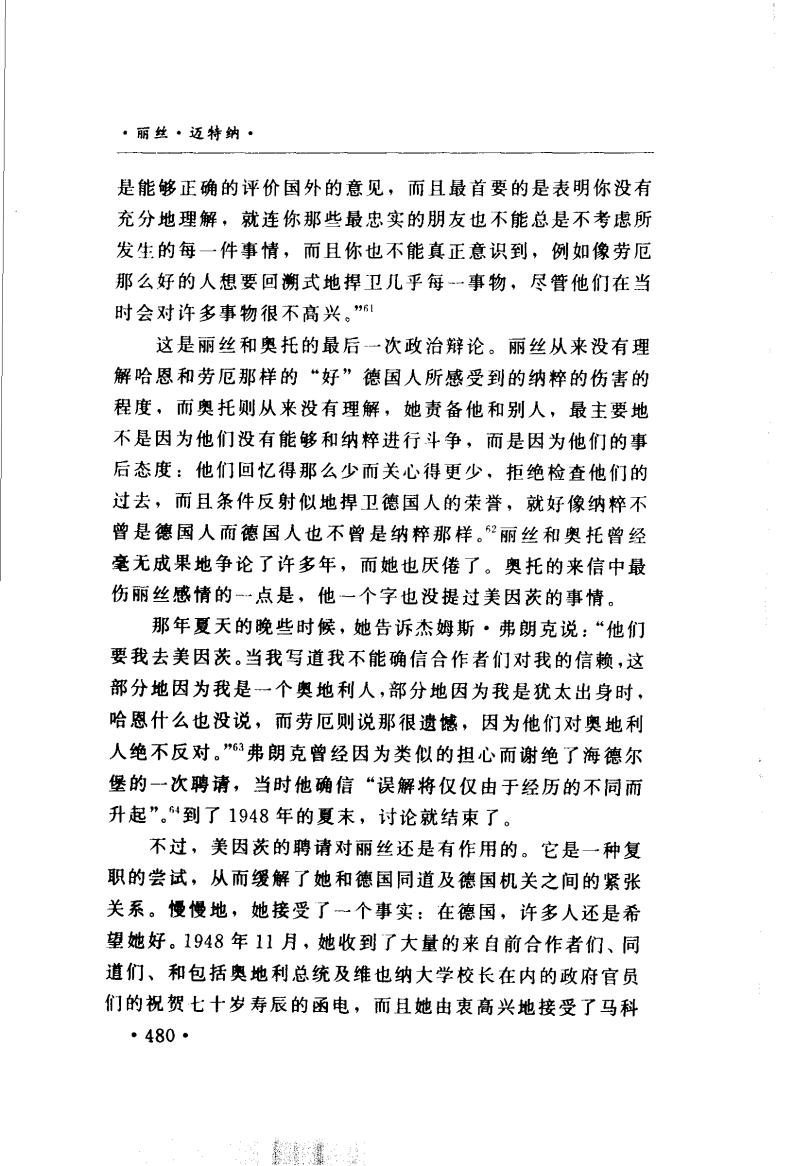 ·丽丝·迈特纳·
是能够正确的评价国外的意见，而且最首要的是表明你没有
充分地理解，就连你那些最忠实的朋友也不能总是不考虑所
发生的每一件事情，而且你也不能真正意识到，例如像劳厄
那么好的人想要回溯式地捍卫几乎每一事物，尽管他们在当
时会对许多事物很不高兴。”61
这是丽丝和奥托的最后一次政治辩论。丽丝从来没有理
解哈恩和劳厄那样的“好”德国人所感受到的纳粹的伤害的
程度，而奥托则从来没有理解，她责备他和别人，最主要地
不是因为他们没有能够和纳粹进行斗争，而是因为他们的事
后态度：他们回忆得那么少而关心得更少，拒绝检查他们的
过去，而且条件反射似地捍卫德国人的荣誉，就好像纳粹不
曾是德国人而德国人也不曾是纳粹那样。62丽丝和奥托曾经
毫无成果地争论了许多年，而她也厌倦了。奥托的来信中最
伤丽丝感情的一点是，他一个字也没提过美因茨的事情。
那年夏天的晚些时候，她告诉杰姆斯·弗朗克说：“他们
要我去美因茨。当我写道我不能确信合作者们对我的信赖，这
部分地因为我是一个奥地利人，部分地因为我是犹太出身时，
哈恩什么也没说，而劳厄则说那很遗憾，因为他们对奥地利
人绝不反对。”63弗朗克曾经因为类似的担心而谢绝了海德尔
堡的一次聘请，当时他确信“误解将仅仅由于经历的不同而
升起”。64到了1948年的夏末，讨论就结束了。
不过，美因茨的聘请对丽丝还是有作用的。它是一种复
职的尝试，从而缓解了她和德国同道及德国机关之间的紧张
关系。慢慢地，她接受了一个事实：在德国，许多人还是希
望她好。1948年11月，她收到了大量的来自前合作者们、同
道们、和包括奥地利总统及维也纳大学校长在内的政府官员
们的祝贺七十岁寿辰的函电，而且她由衷高兴地接受了马科
·480·